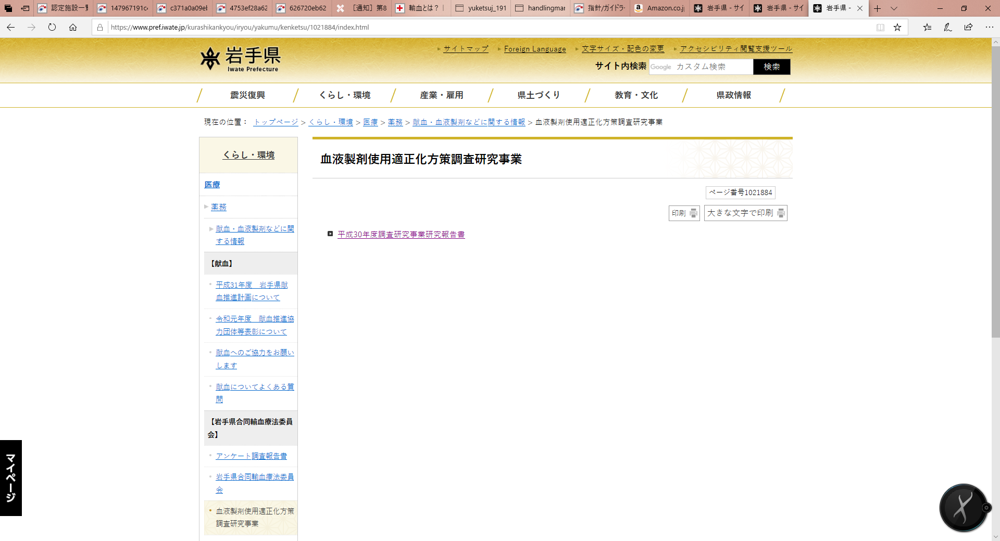 認定施設一覧
147967191c4
c371a0a09eb
4753ef28a62
626720eb62
［通知］第8
輸血とは？｜
yuketsuj_191
handlingmar
指針/ガイドラ
Amazon.co.j
岩手県 - サイ
岩手県 - サイ
岩手県 -
https://www.pref.iwate.jp/kurashikankyou/iryou/yakumu/kenketsu/1021884/index.html
岩手県
Iwate Prefecture
サイトマップ
Foreign Language
文字サイズ・配色の変更
アクセシビリティ閲覧支援ツール
サイト内検索
Google カスタム検索
検索
震災復興
くらし・環境
産業・雇用
県土づくり
教育・文化
県政情報
現在の位置： トップページ > くらし・環境 > 医療 > 薬務 > 献血・血液製剤などに関する情報 > 血液製剤使用適正化方策調査研究事業
くらし・環境
医療
薬務
献血・血液製剤などに関
する情報
【献血】
平成31年度　岩手県献
血推進計画について
令和元年度　献血推進協
力団体等表彰について
献血へのご協力をお願い
します
献血についてよくある質
問
【岩手県合同輸血療法委員
会】
アンケート調査報告書
岩手県合同輸血療法委員
会
血液製剤使用適正化方策
調査研究事業
血液製剤使用適正化方策調査研究事業
ページ番号1021884
印刷
大きな文字で印刷
平成30年度調査研究事業研究報告書
マイページ